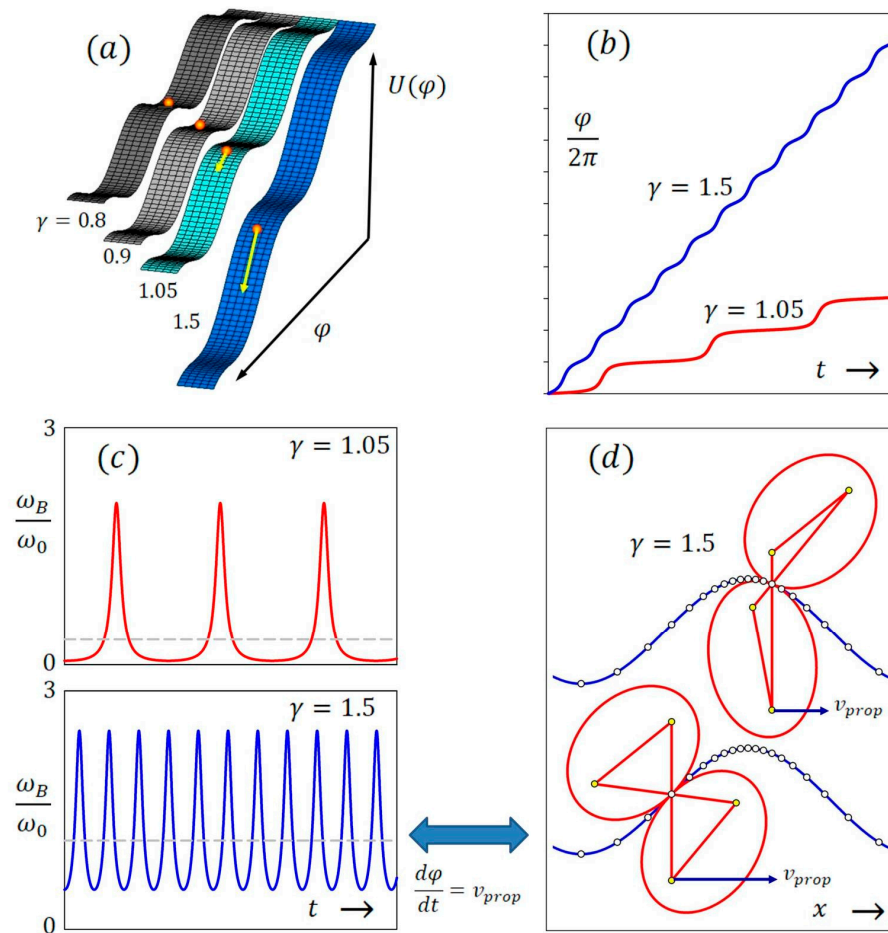 (a)
U(φ)
γ = 0.8
0.9
1.05
1.5
φ
(b)
φ
2π
γ = 1.5
γ = 1.05
t →
(c)
3
γ = 1.05
ω_B
ω_0
0
3
γ = 1.5
ω_B
ω_0
t →
0
dφ
dt = v_prop
(d)
γ = 1.5
v_prop
v_prop
x →